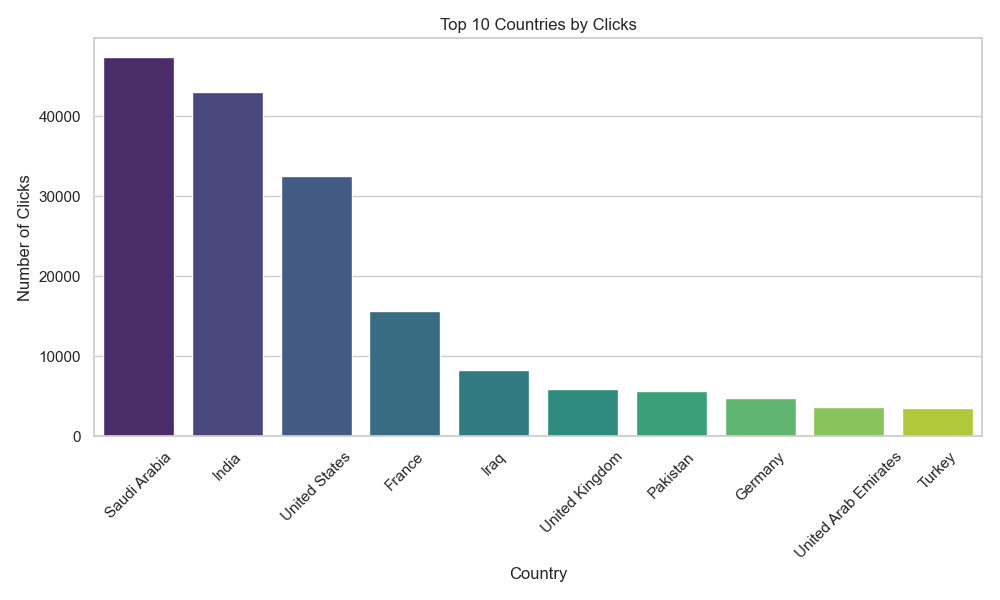 Top 10 Countries by Clicks
Number of Clicks
40000
30000
20000
10000
0
Saudi Arabia
India
United States
France
Iraq
United Kingdom
Pakistan
Germany
United Arab Emirates
Turkey
Country